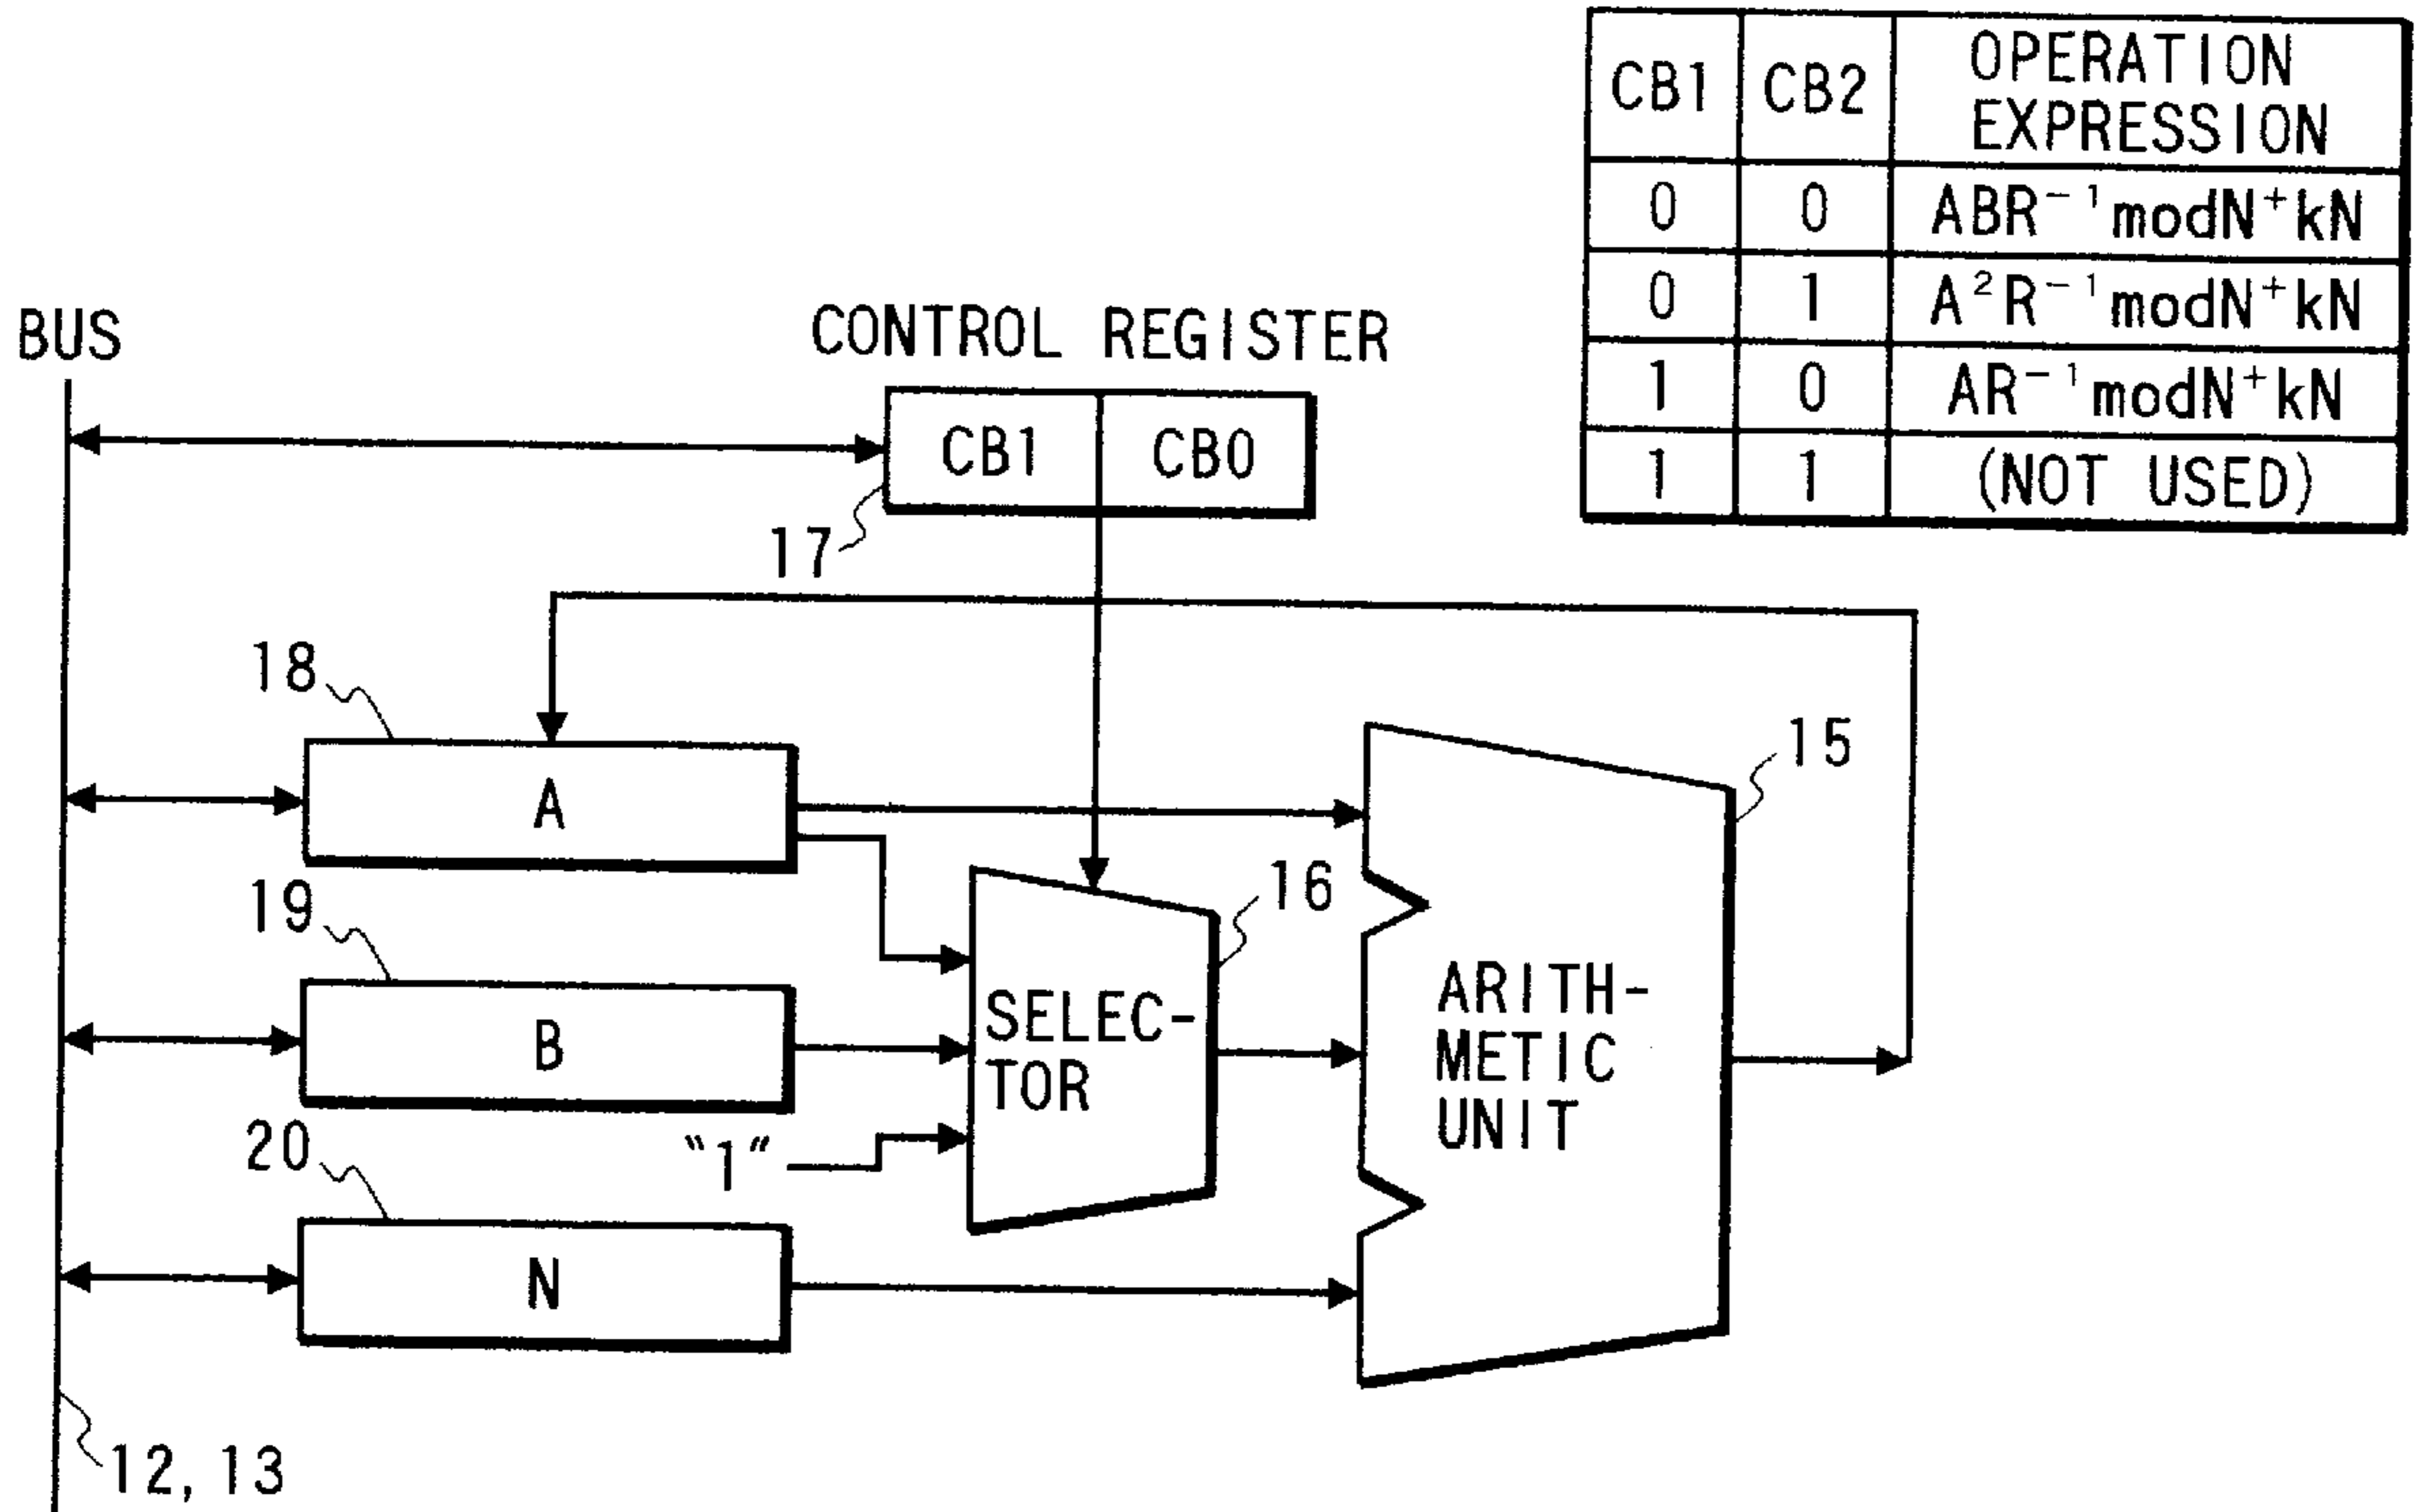 CB1 CB2 OPERATION EXPRESSION
0 0 ABR⁻¹modN⁺kN
0 1 A²R⁻¹modN⁺kN
1 0 AR⁻¹modN⁺kN
1 1 (NOT USED)
BUS
CONTROL REGISTER
CB1 CB0
17
18
A
15
19
16
B
SELEC-
TOR
ARITH-
METIC
UNIT
20
"1"
N
12, 13